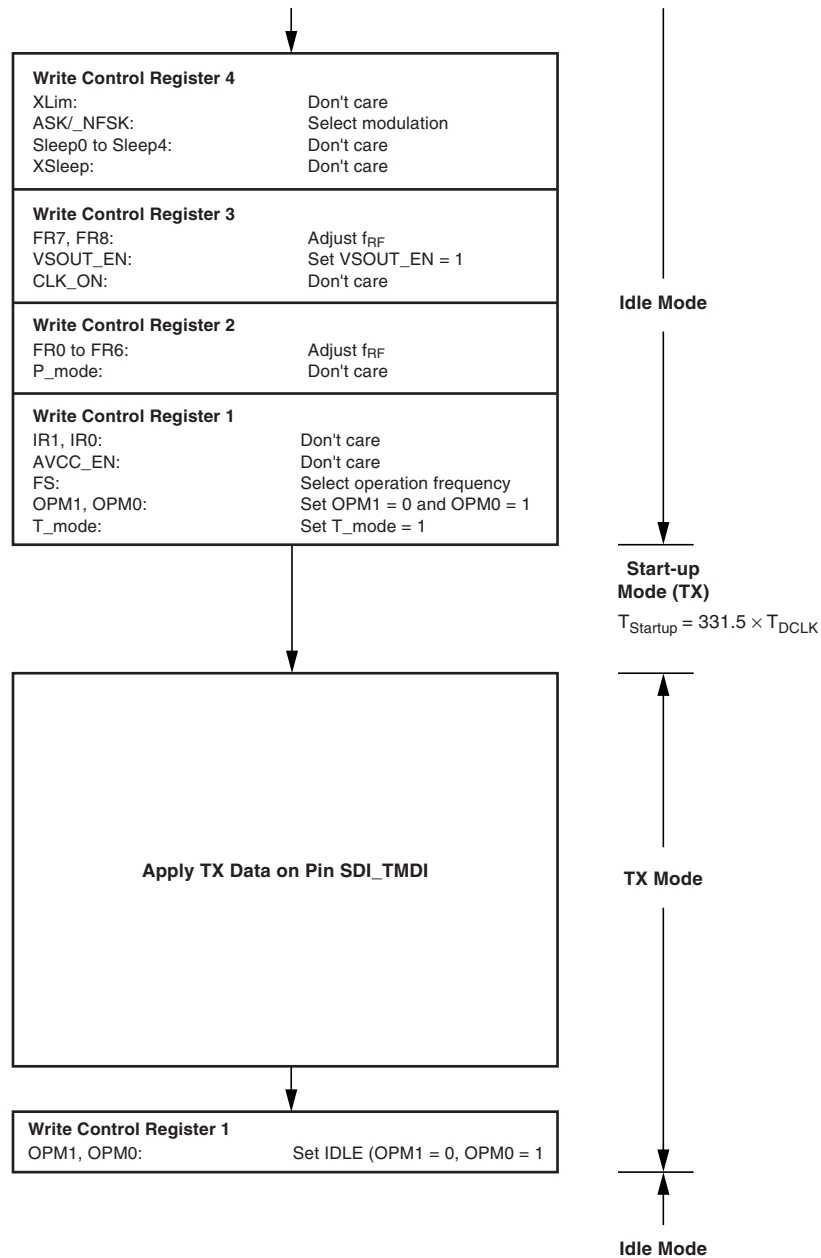 Write Control Register 4
XLim: Don't care
ASK/_NFSK: Select modulation
Sleep0 to Sleep4: Don't care
XSleep: Don't care
Write Control Register 3
FR7, FR8: Adjust fRF
VSOUT_EN: Set VSOUT_EN = 1
CLK_ON: Don't care
Write Control Register 2
FR0 to FR6: Adjust fRF
P_mode: Don't care
Write Control Register 1
IR1, IR0: Don't care
AVCC_EN: Don't care
FS: Select operation frequency
OPM1, OPM0: Set OPM1 = 0 and OPM0 = 1
T_mode: Set T_mode = 1
Idle Mode
Start-up
Mode (TX)
TStartup = 331.5 × TDCLK
Apply TX Data on Pin SDI_TMDI
TX Mode
Write Control Register 1
OPM1, OPM0: Set IDLE (OPM1 = 0, OPM0 = 1
Idle Mode